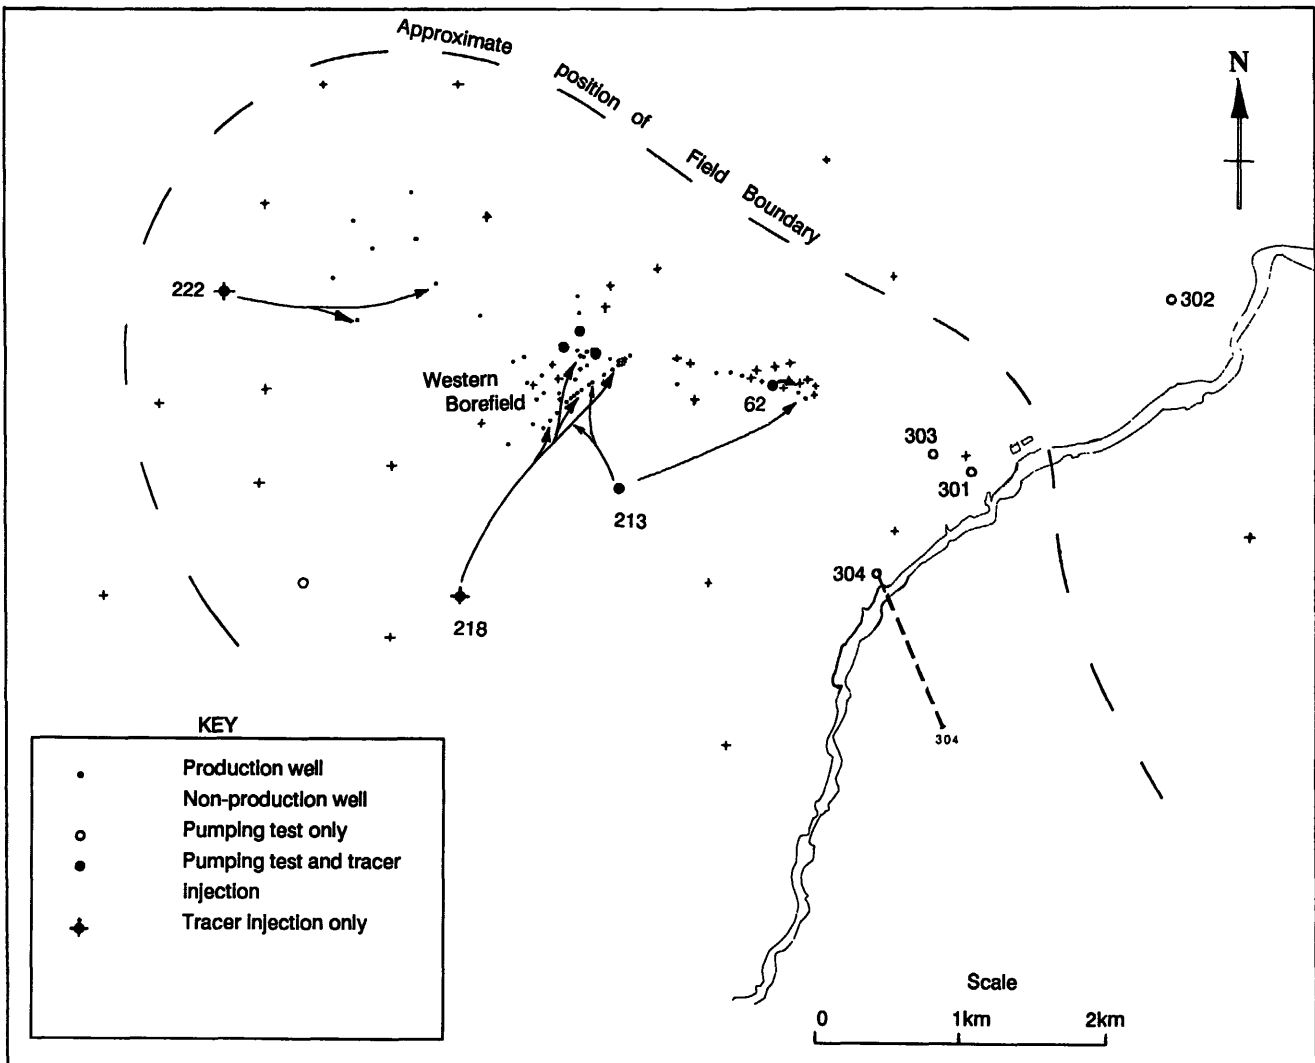 Approximate
position of
Field Boundary
N
222
302
Western
Borefield
62
303
301
213
304
218
304
KEY
Production well
Non-production well
Pumping test only
Pumping test and tracer
injection
Tracer injection only
Scale
0 1km 2km